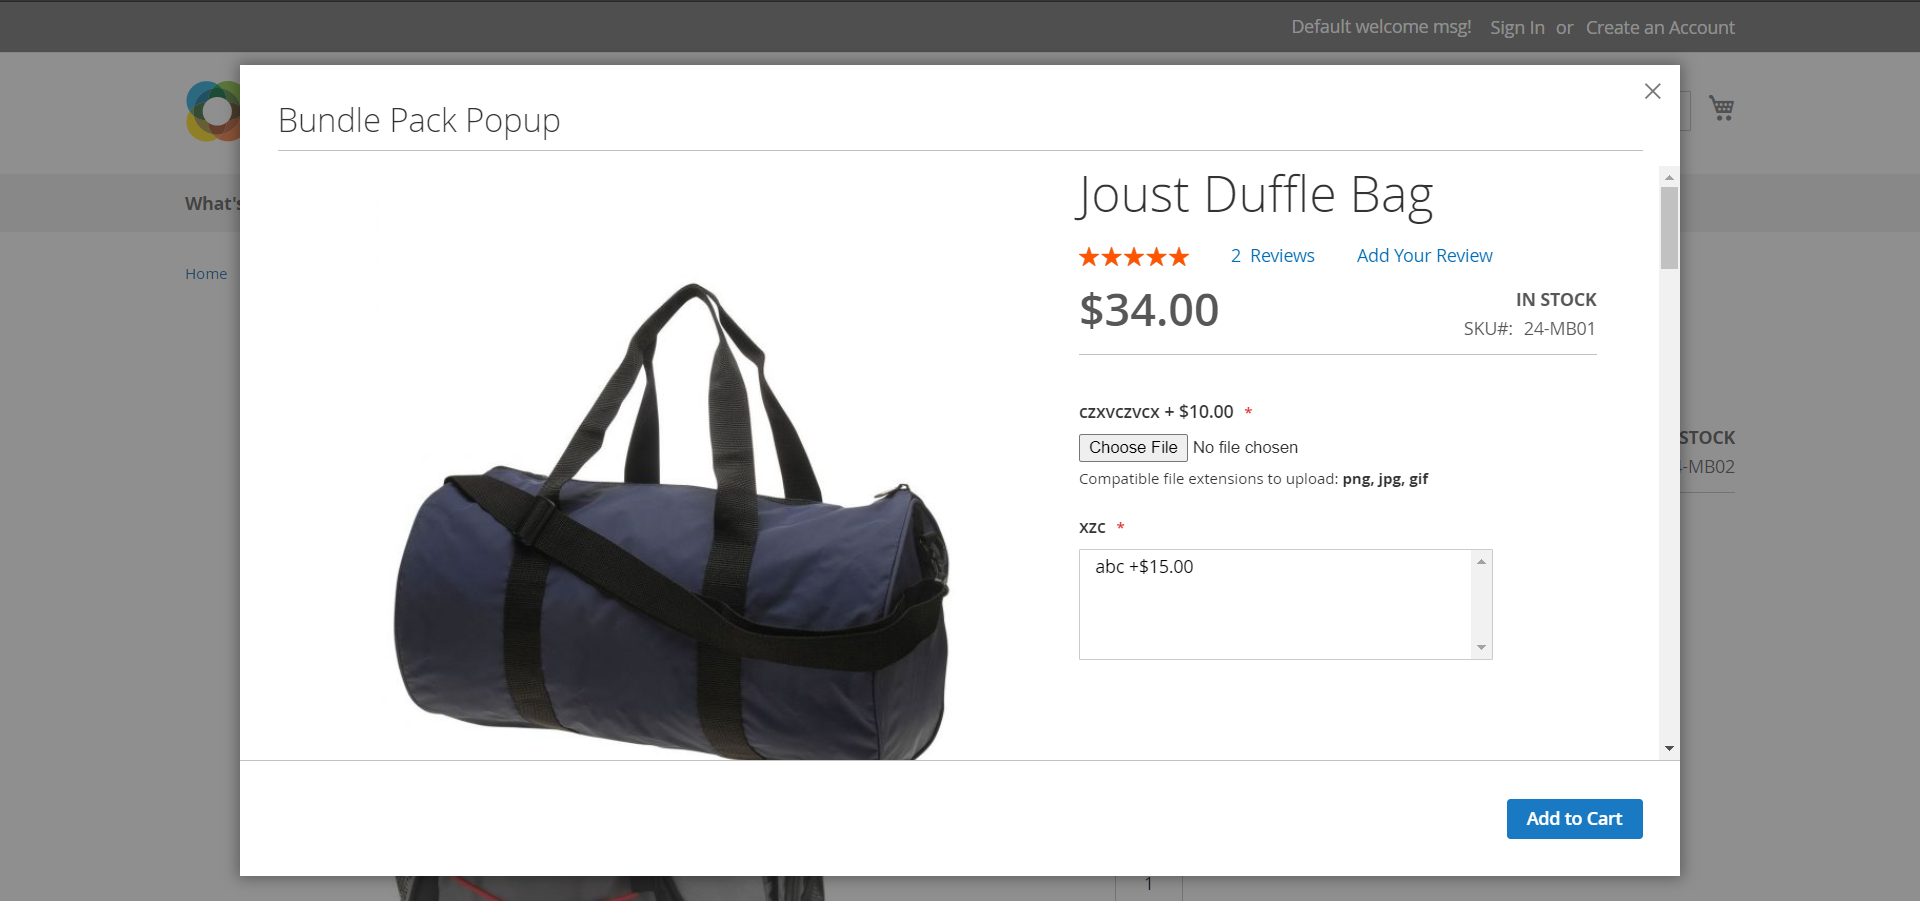 Default welcome msg! Sign In or Create an Account
Bundle Pack Popup
What's
Home
Joust Duffle Bag
2 Reviews Add Your Review
$34.00
IN STOCK
SKU#: 24-MB01
czxvczvcx + $10.00 *
Choose File No file chosen
Compatible file extensions to upload: png, jpg, gif
xzc *
abc +$15.00
STOCK
-MB02
Add to Cart
1